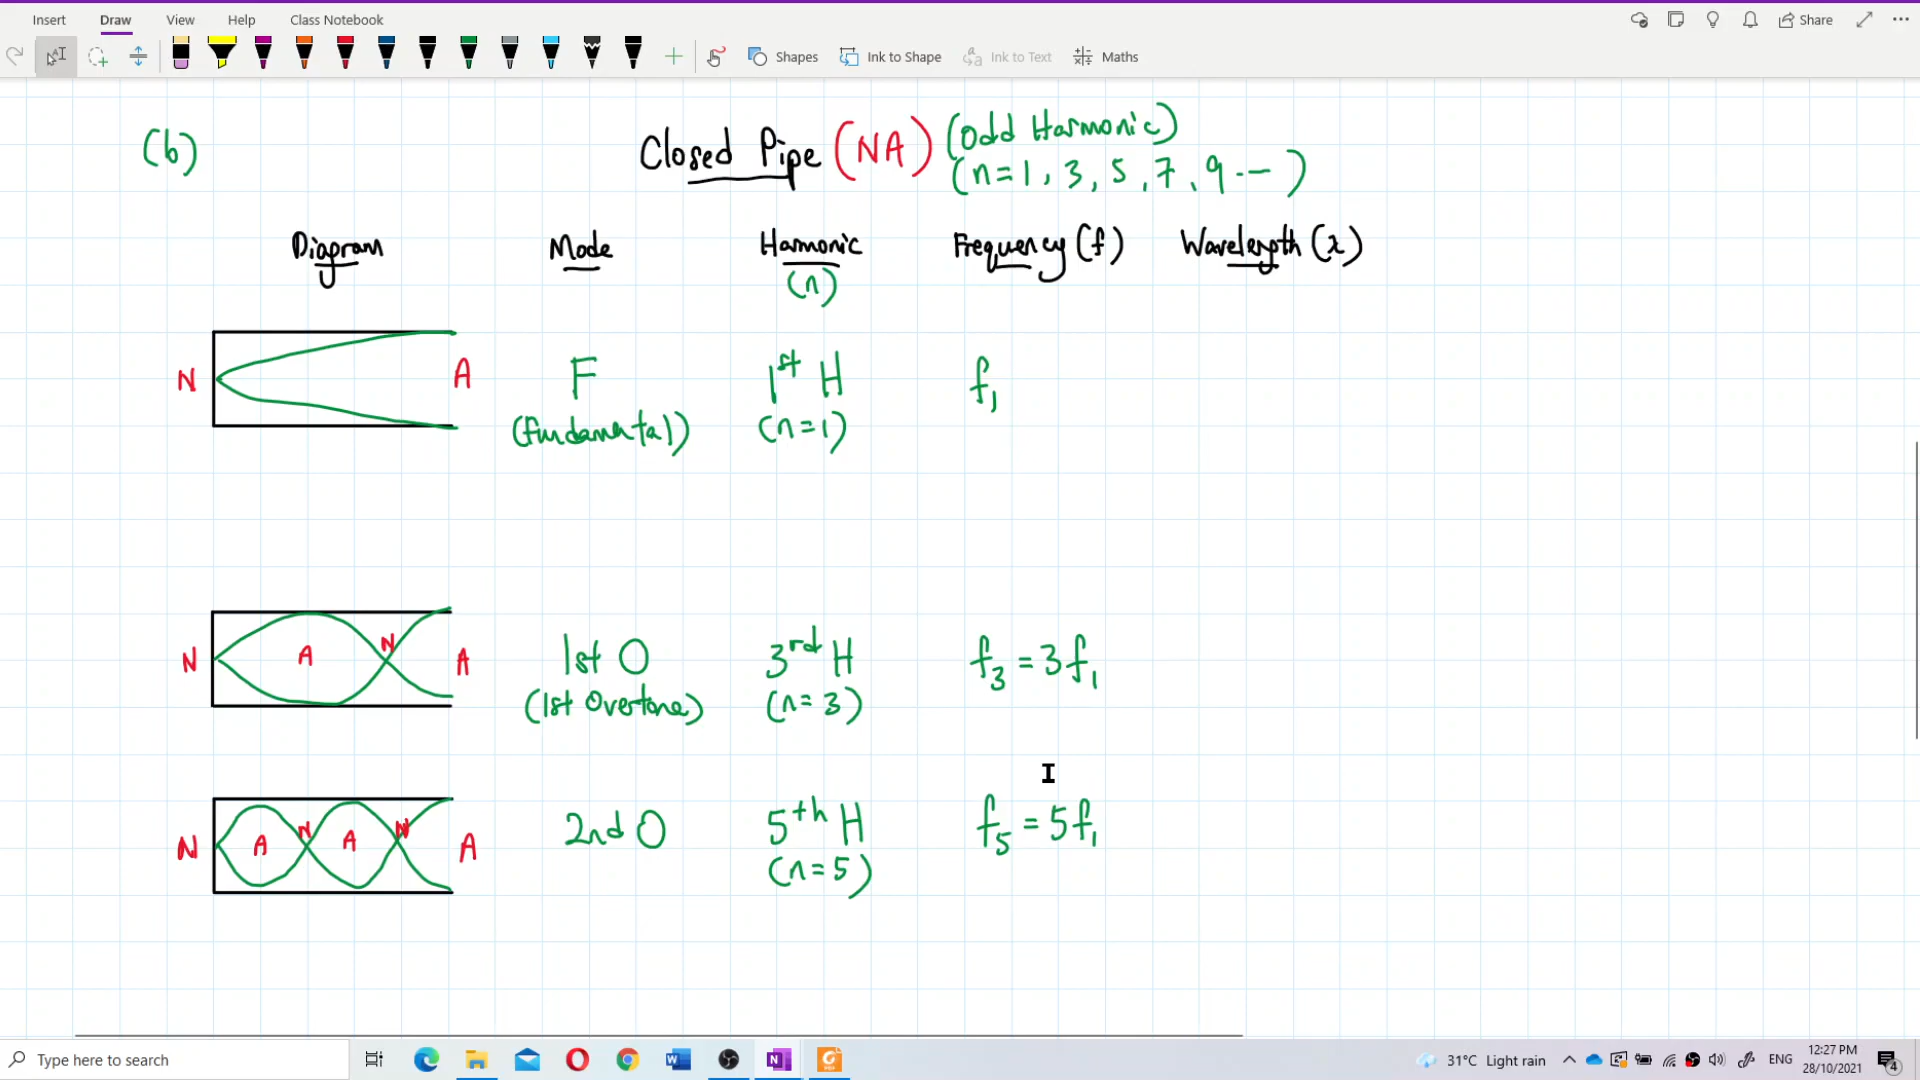 Insert Draw View Help Class Notebook Share
Shapes Ink to Shape Ink to Text Maths
(b) Closed Pipe (NA) (Odd Harmonic)
(n=1, 3, 5, 7, 9 --- )
Diagram Mode Harmonic Frequency (f) Wavelength (λ)
(n)
N A F 1st H f₁
(Fundamental) (n=1)
N A N A 1st O 3rd H f₃ = 3f₁
(1st Overtone) (n=3)
N A N A N A 2nd O 5th H f₅ = 5f₁
(n=5)
Type here to search 31°C Light rain ENG 12:27 PM
28/10/2021 4